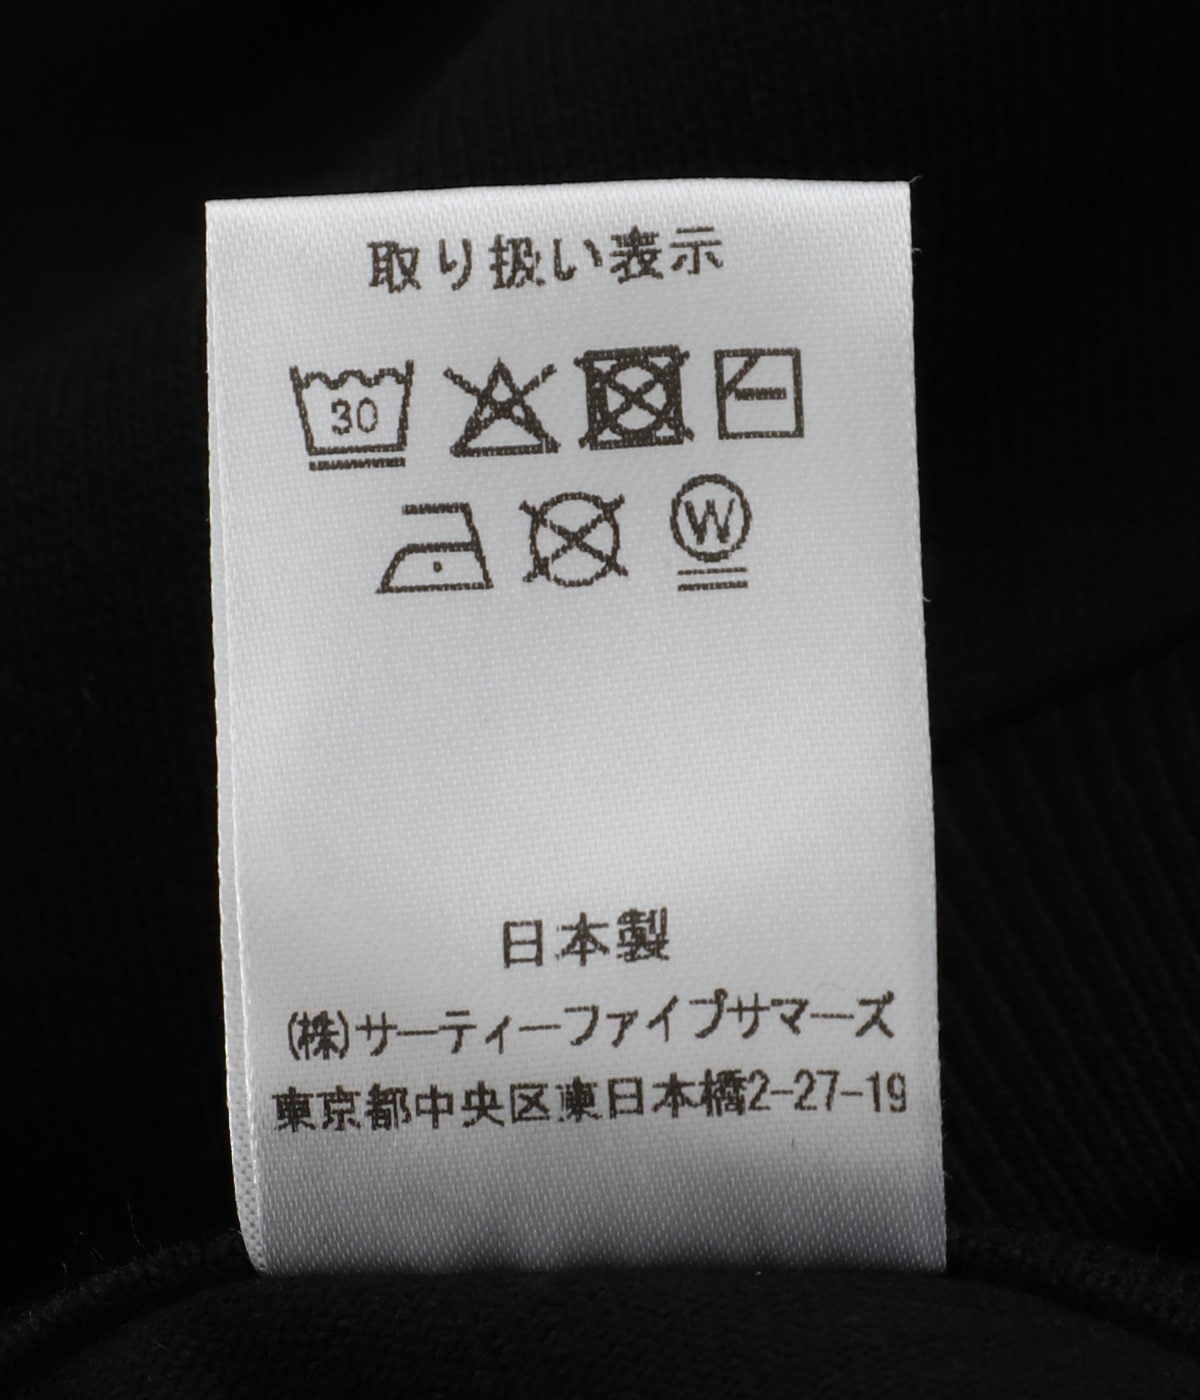 取り扱い表示
30
W
日本製
(株)サーティーファイブサマーズ
東京都中央区東日本橋2-27-19